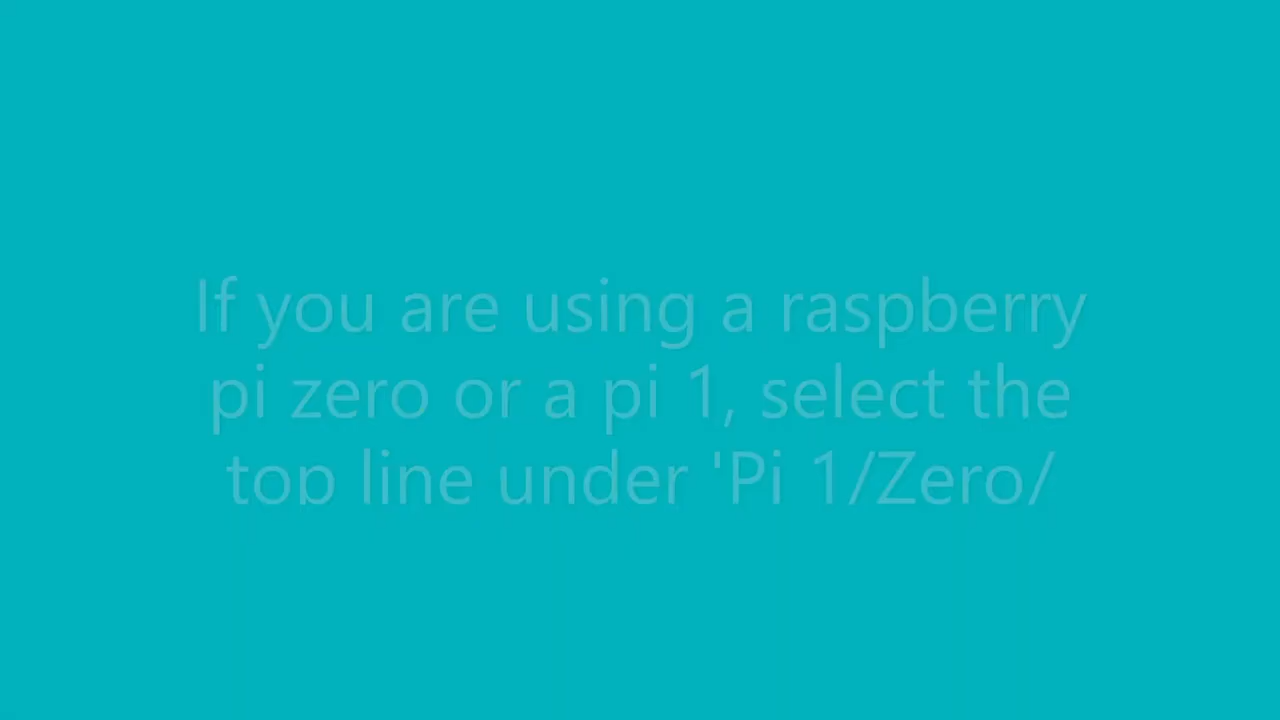 If you are using a raspberry
pi zero or a pi 1, select the
top line under 'Pi 1/Zero/